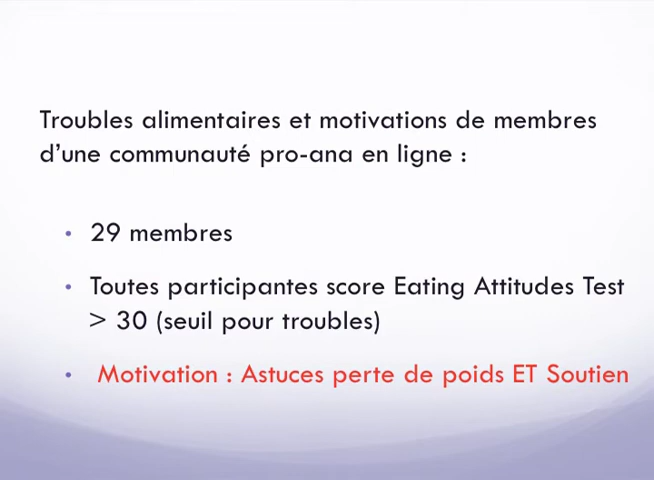 Troubles alimentaires et motivations de membres
d’une communauté pro-ana en ligne :
• 29 membres
• Toutes participantes score Eating Attitudes Test
> 30 (seuil pour troubles)
• Motivation : Astuces perte de poids ET Soutien